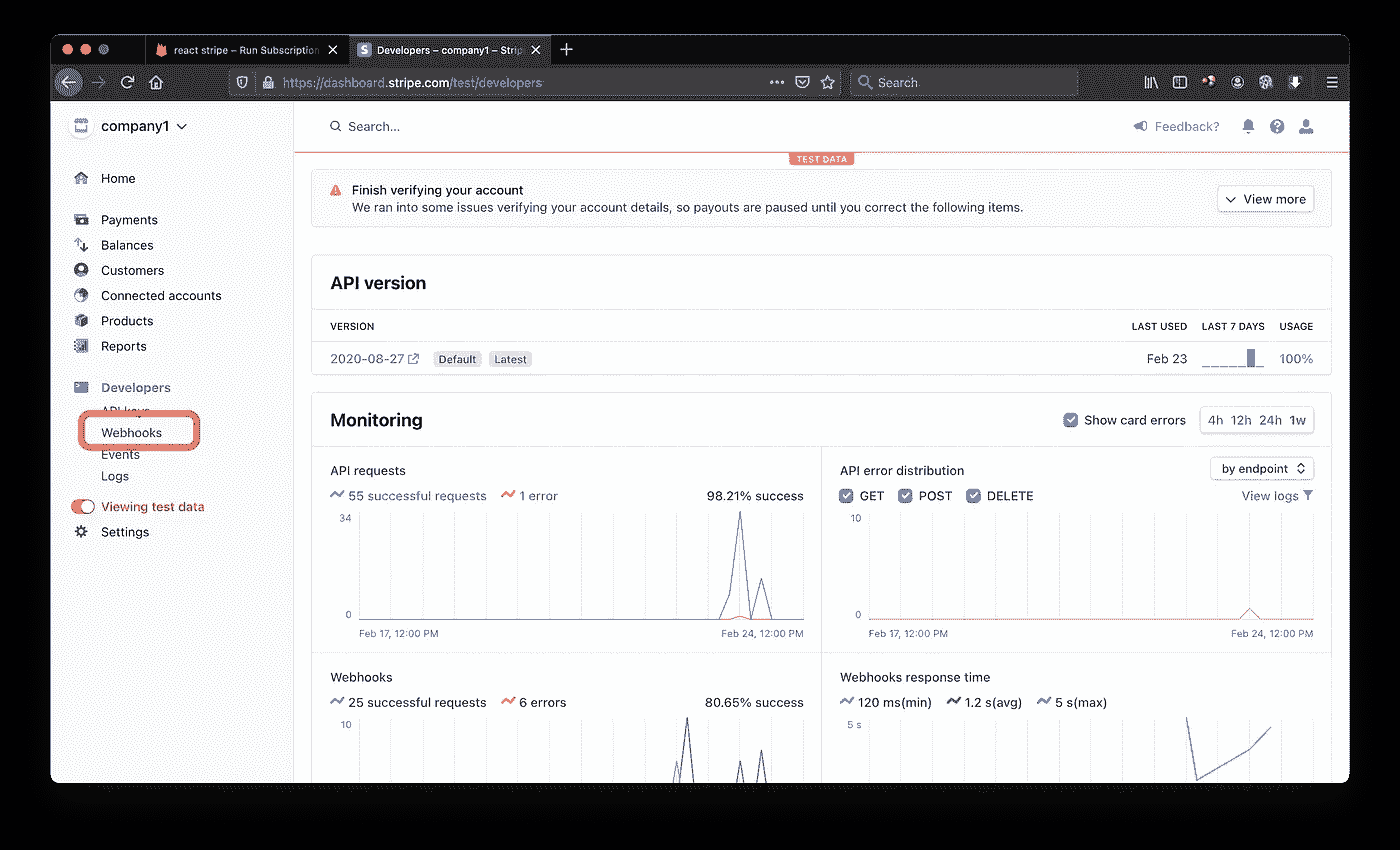 react stripe – Run Subscription
Developers – company1 – Strip
https://dashboard.stripe.com/test/developers
Search
company1
Search...
Feedback?
TEST DATA
Home
Payments
Balances
Customers
Connected accounts
Products
Reports
Developers
API keys
Webhooks
Events
Logs
Viewing test data
Settings
Finish verifying your account
We ran into some issues verifying your account details, so payouts are paused until you correct the following items.
View more
API version
VERSION LAST USED LAST 7 DAYS USAGE
2020-08-27 Default Latest Feb 23 100%
Monitoring
Show card errors 4h 12h 24h 1w
API requests
55 successful requests 1 error 98.21% success
34
0
Feb 17, 12:00 PM Feb 24, 12:00 PM
API error distribution by endpoint
GET POST DELETE View logs
10
0
Feb 17, 12:00 PM Feb 24, 12:00 PM
Webhooks
25 successful requests 6 errors 80.65% success
10
Webhooks response time
120 ms(min) 1.2 s(avg) 5 s(max)
5 s